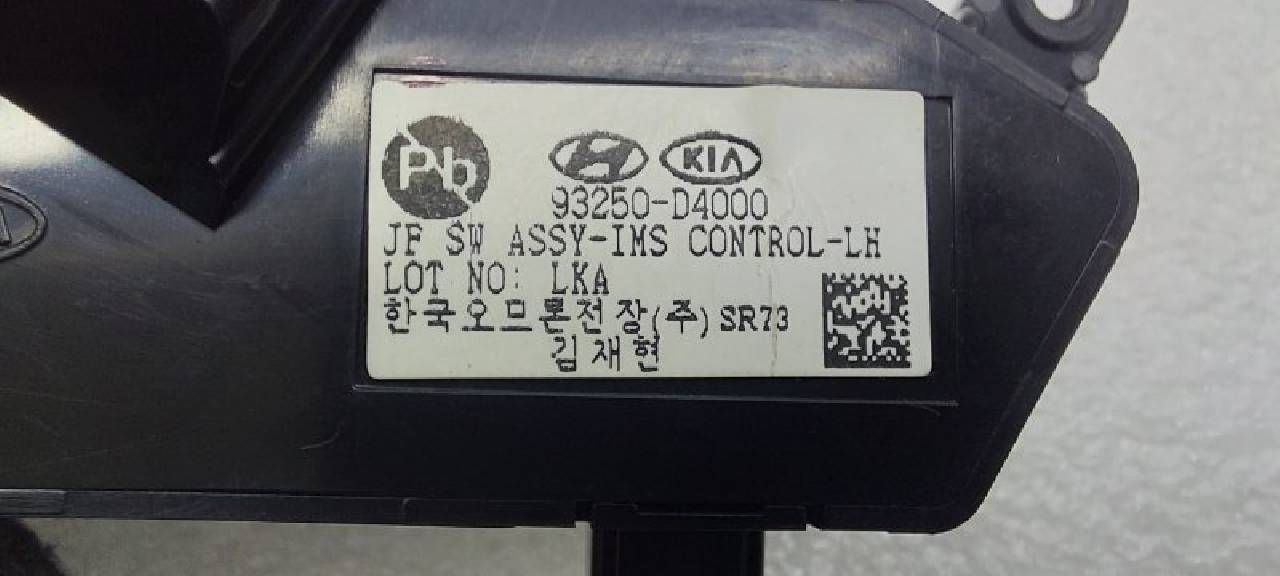 Pb
KIA
93250-D4000
JF SW ASSY-IMS CONTROL-LH
LOT NO: LKA
한국오므론전장(주) SR73
김재현